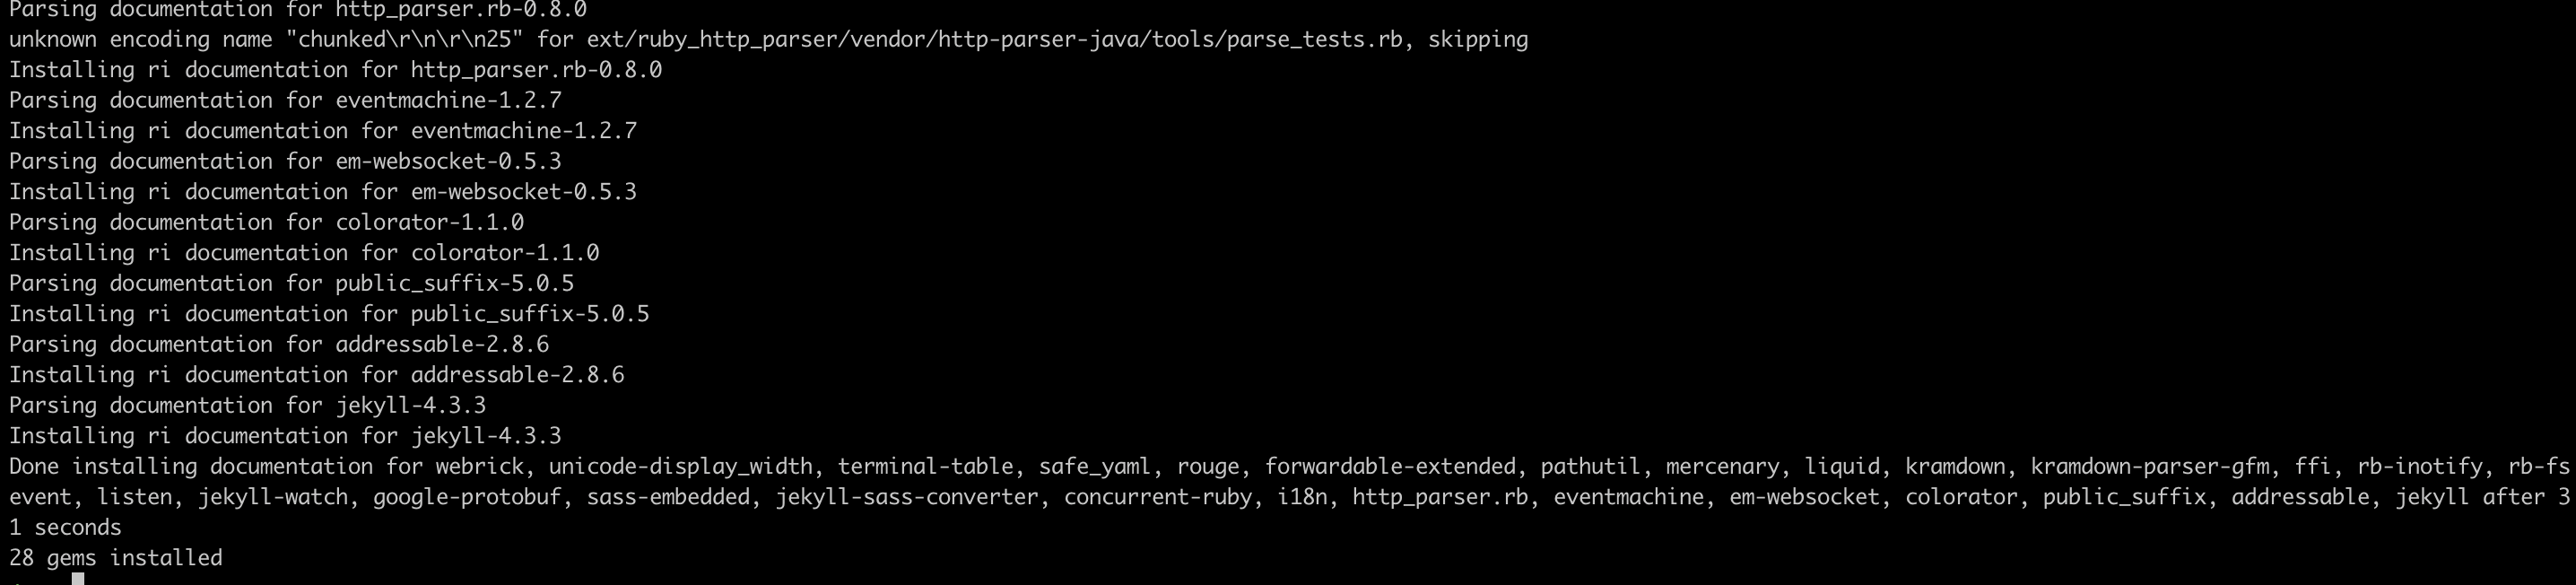 Parsing documentation for http_parser.rb-0.8.0
unknown encoding name "chunked\r\n\r\n25" for ext/ruby_http_parser/vendor/http-parser-java/tools/parse_tests.rb, skipping
Installing ri documentation for http_parser.rb-0.8.0
Parsing documentation for eventmachine-1.2.7
Installing ri documentation for eventmachine-1.2.7
Parsing documentation for em-websocket-0.5.3
Installing ri documentation for em-websocket-0.5.3
Parsing documentation for colorator-1.1.0
Installing ri documentation for colorator-1.1.0
Parsing documentation for public_suffix-5.0.5
Installing ri documentation for public_suffix-5.0.5
Parsing documentation for addressable-2.8.6
Installing ri documentation for addressable-2.8.6
Parsing documentation for jekyll-4.3.3
Installing ri documentation for jekyll-4.3.3
Done installing documentation for webrick, unicode-display_width, terminal-table, safe_yaml, rouge, forwardable-extended, pathutil, mercenary, liquid, kramdown, kramdown-parser-gfm, ffi, rb-inotify, rb-fs
event, listen, jekyll-watch, google-protobuf, sass-embedded, jekyll-sass-converter, concurrent-ruby, i18n, http_parser.rb, eventmachine, em-websocket, colorator, public_suffix, addressable, jekyll after 3
1 seconds
28 gems installed